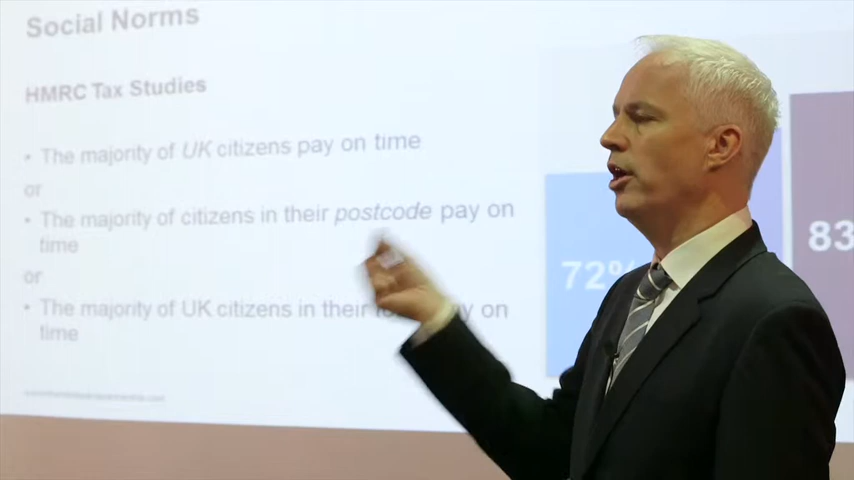 Social Norms
HMRC Tax Studies
• The majority of UK citizens pay on time
or
• The majority of citizens in their postcode pay on
time
or
• The majority of UK citizens in their pay on
time
72%
83